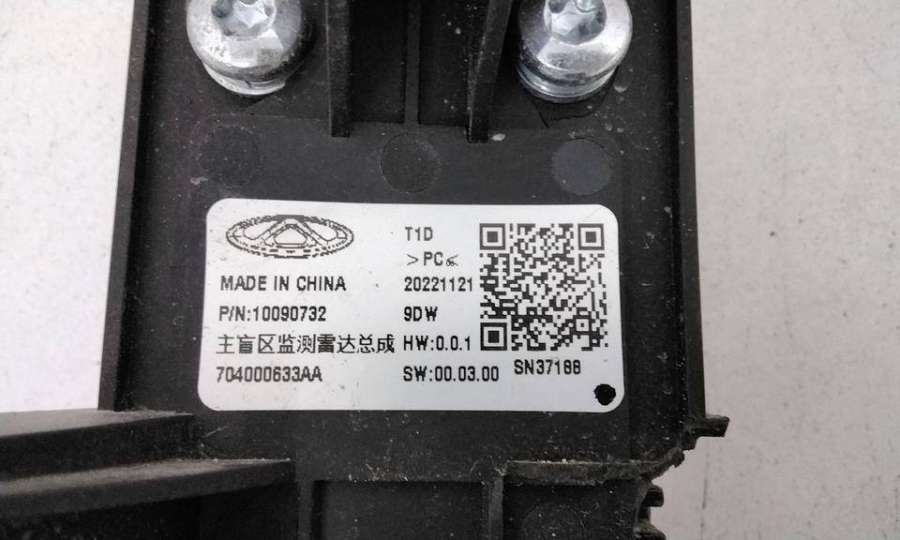 T1D
>PC<
MADE IN CHINA
20221121
P/N:10090732
9DW
主盲区监测雷达总成
HW:0.0.1
704000633AA
SW:00.03.00
SN37188